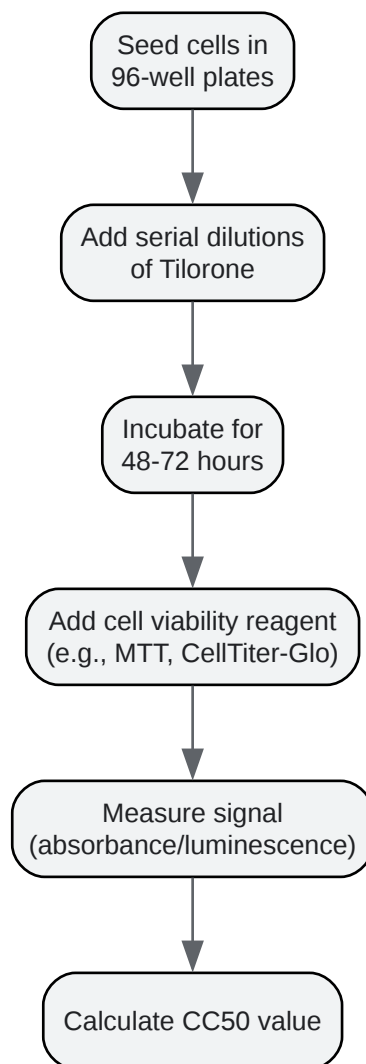 Seed cells in
96-well plates
Add serial dilutions
of Tilorone
Incubate for
48-72 hours
Add cell viability reagent
(e.g., MTT, CellTiter-Glo)
Measure signal
(absorbance/luminescence)
Calculate CC50 value